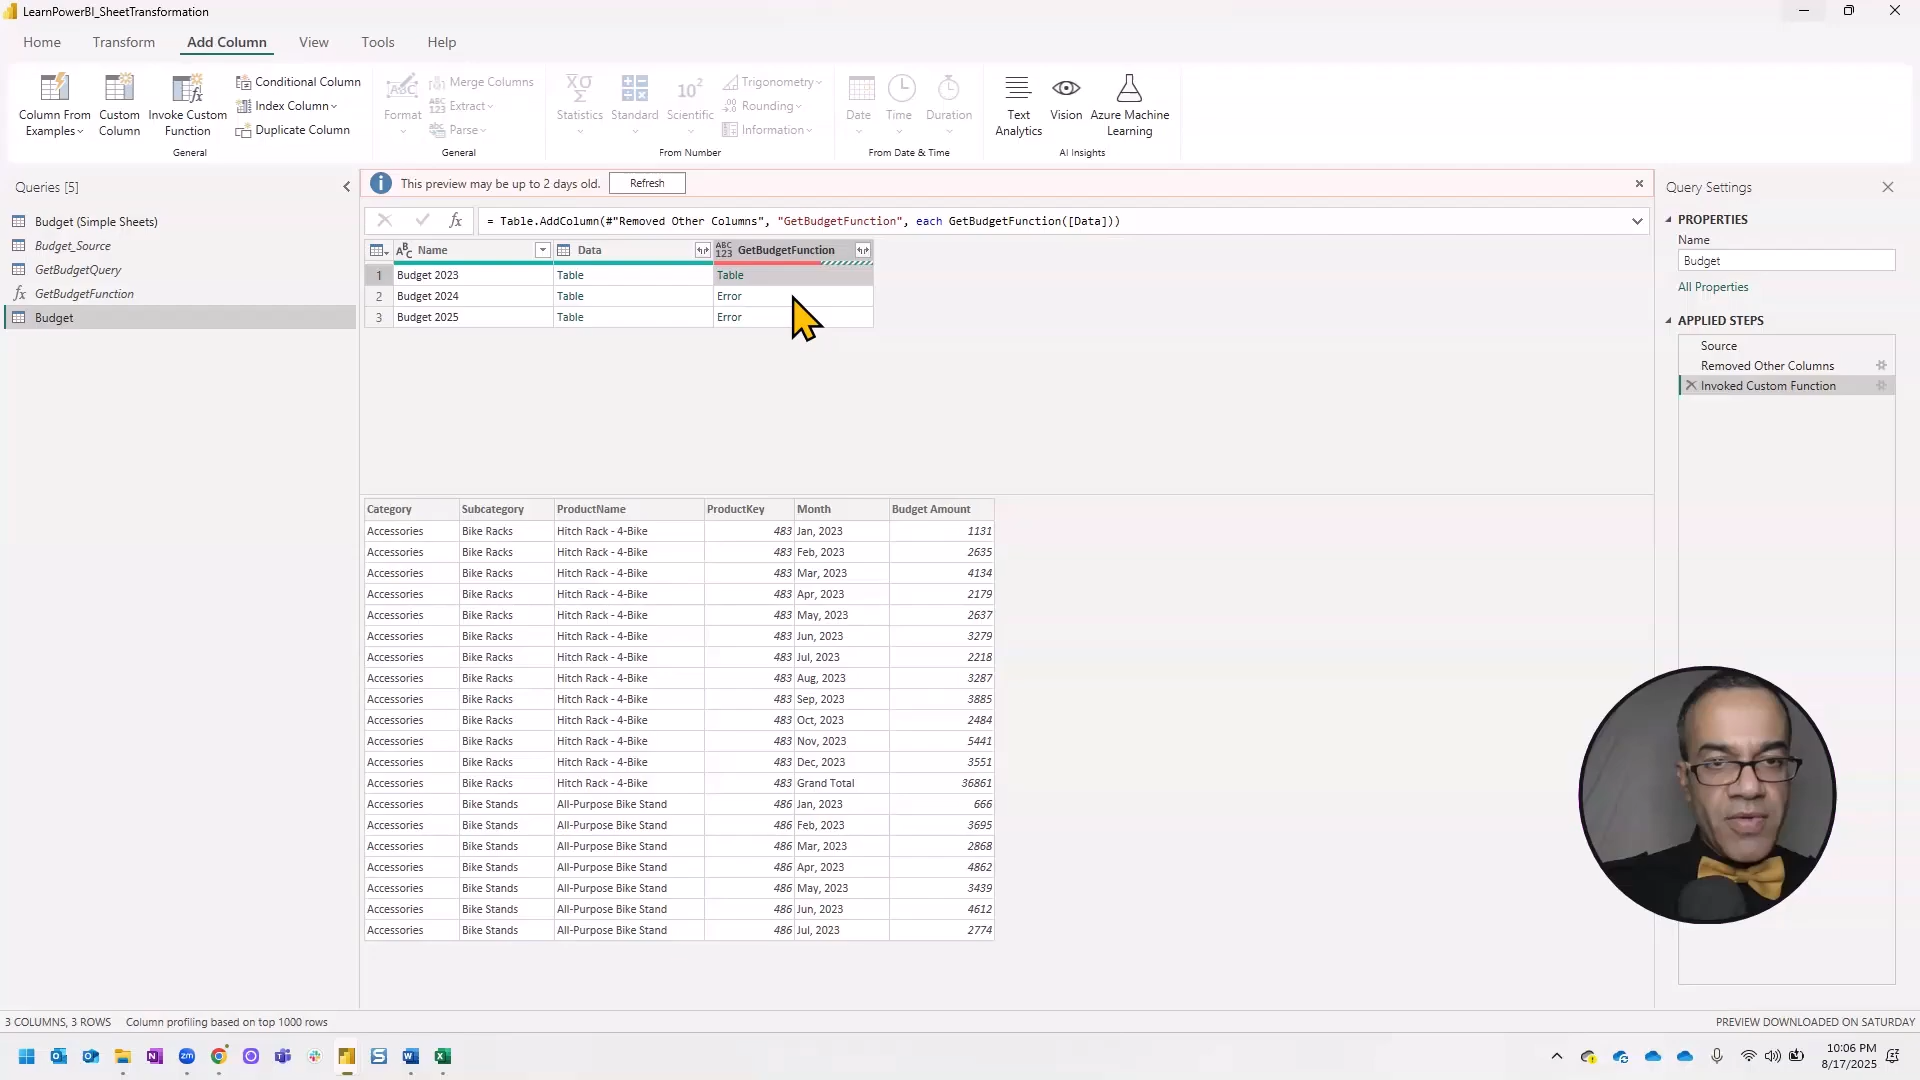 LearnPowerBI_SheetTransformation
Home Transform Add Column View Tools Help
Column From Examples
Custom Column
Invoke Custom Function
Conditional Column
Index Column
Duplicate Column
General
Format
Merge Columns
Extract
Parse
General
Statistics
Standard
Scientific
Trigonometry
Rounding
Information
From Number
Date
Time
Duration
From Date & Time
Text Analytics
Vision
Azure Machine Learning
AI Insights
Queries [5]
Budget (Simple Sheets)
Budget_Source
GetBudgetQuery
GetBudgetFunction
Budget
This preview may be up to 2 days old. Refresh
= Table.AddColumn(#"Removed Other Columns", "GetBudgetFunction", each GetBudgetFunction([Data]))
Name Data GetBudgetFunction
1 Budget 2023 Table Table
2 Budget 2024 Table Error
3 Budget 2025 Table Error
Category Subcategory ProductName ProductKey Month Budget Amount
Accessories Bike Racks Hitch Rack - 4-Bike 483 Jan, 2023 1131
Accessories Bike Racks Hitch Rack - 4-Bike 483 Feb, 2023 2635
Accessories Bike Racks Hitch Rack - 4-Bike 483 Mar, 2023 4134
Accessories Bike Racks Hitch Rack - 4-Bike 483 Apr, 2023 2179
Accessories Bike Racks Hitch Rack - 4-Bike 483 May, 2023 2637
Accessories Bike Racks Hitch Rack - 4-Bike 483 Jun, 2023 3279
Accessories Bike Racks Hitch Rack - 4-Bike 483 Jul, 2023 2218
Accessories Bike Racks Hitch Rack - 4-Bike 483 Aug, 2023 3287
Accessories Bike Racks Hitch Rack - 4-Bike 483 Sep, 2023 3885
Accessories Bike Racks Hitch Rack - 4-Bike 483 Oct, 2023 2484
Accessories Bike Racks Hitch Rack - 4-Bike 483 Nov, 2023 5441
Accessories Bike Racks Hitch Rack - 4-Bike 483 Dec, 2023 3551
Accessories Bike Racks Hitch Rack - 4-Bike 483 Grand Total 36861
Accessories Bike Stands All-Purpose Bike Stand 486 Jan, 2023 666
Accessories Bike Stands All-Purpose Bike Stand 486 Feb, 2023 3695
Accessories Bike Stands All-Purpose Bike Stand 486 Mar, 2023 2868
Accessories Bike Stands All-Purpose Bike Stand 486 Apr, 2023 4862
Accessories Bike Stands All-Purpose Bike Stand 486 May, 2023 3439
Accessories Bike Stands All-Purpose Bike Stand 486 Jun, 2023 4612
Accessories Bike Stands All-Purpose Bike Stand 486 Jul, 2023 2774
Query Settings
PROPERTIES
Name
Budget
All Properties
APPLIED STEPS
Source
Removed Other Columns
Invoked Custom Function
3 COLUMNS, 3 ROWS Column profiling based on top 1000 rows
PREVIEW DOWNLOADED ON SATURDAY
10:06 PM
8/17/2025